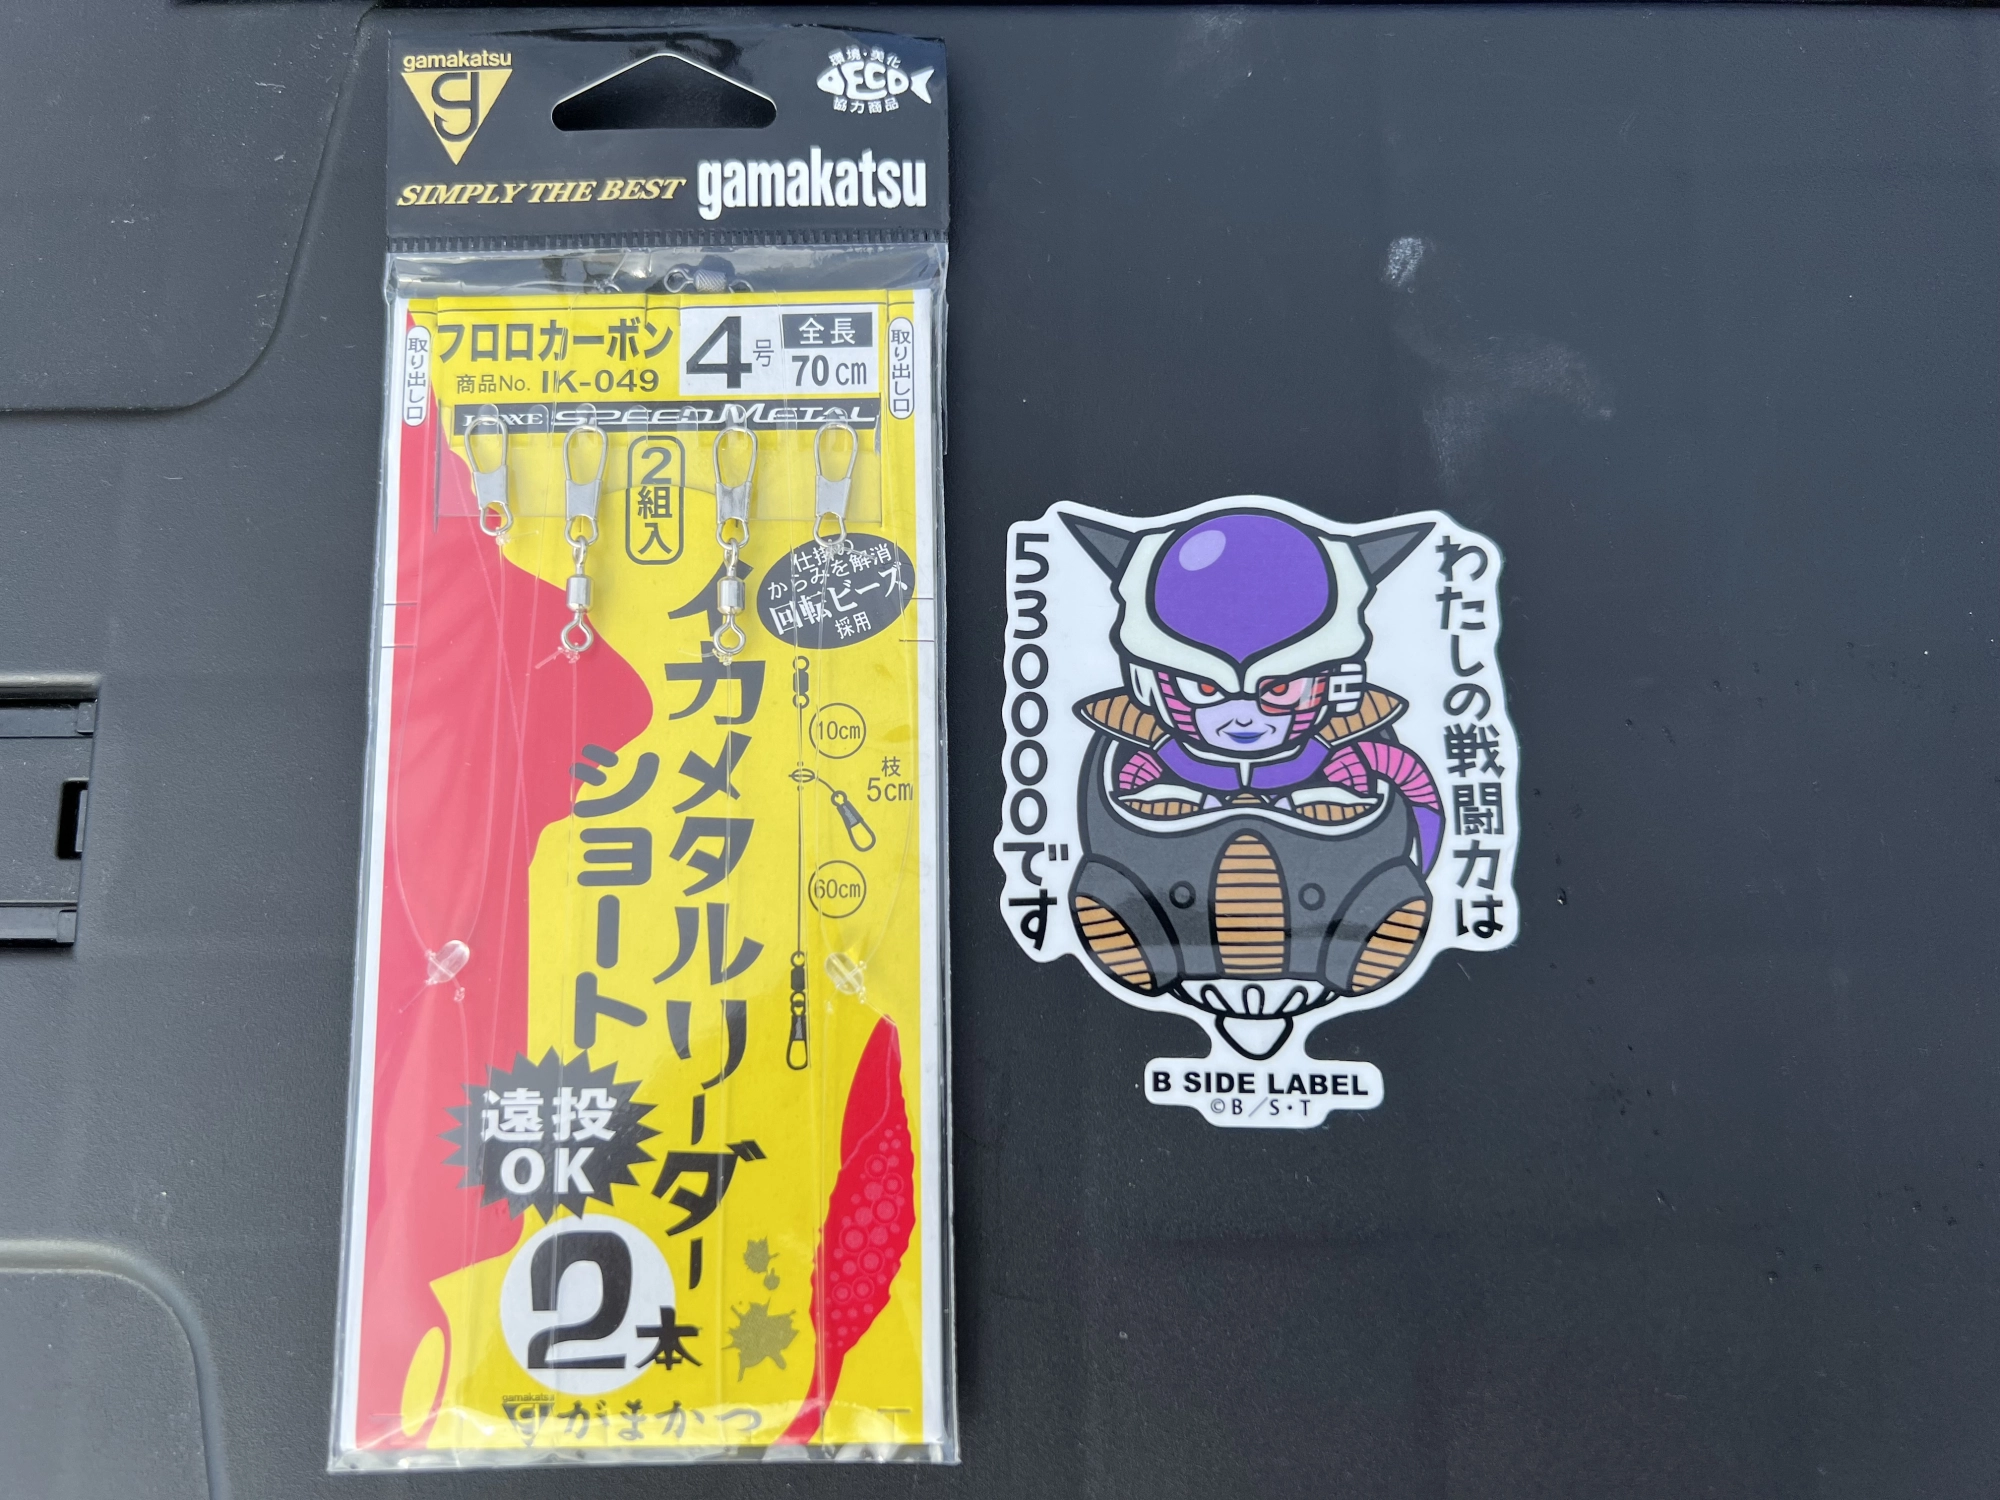 gamakatsu
環境・美化
ECO
協力商品
SIMPLY THE BEST
gamakatsu
取り出し口
フロロカーボン
商品No. IK-049
4号
全長
70cm
取り出し口
LUXXE SPEED METAL
2組入
仕掛の
からみを解消
回転ビーズ
採用
イカメタルリーダー
ショート
10cm
枝
5cm
60cm
遠投
OK
2本
gamakatsu
がまかつ
わたしの戦闘力は
530000です
B SIDE LABEL
©B/S・T